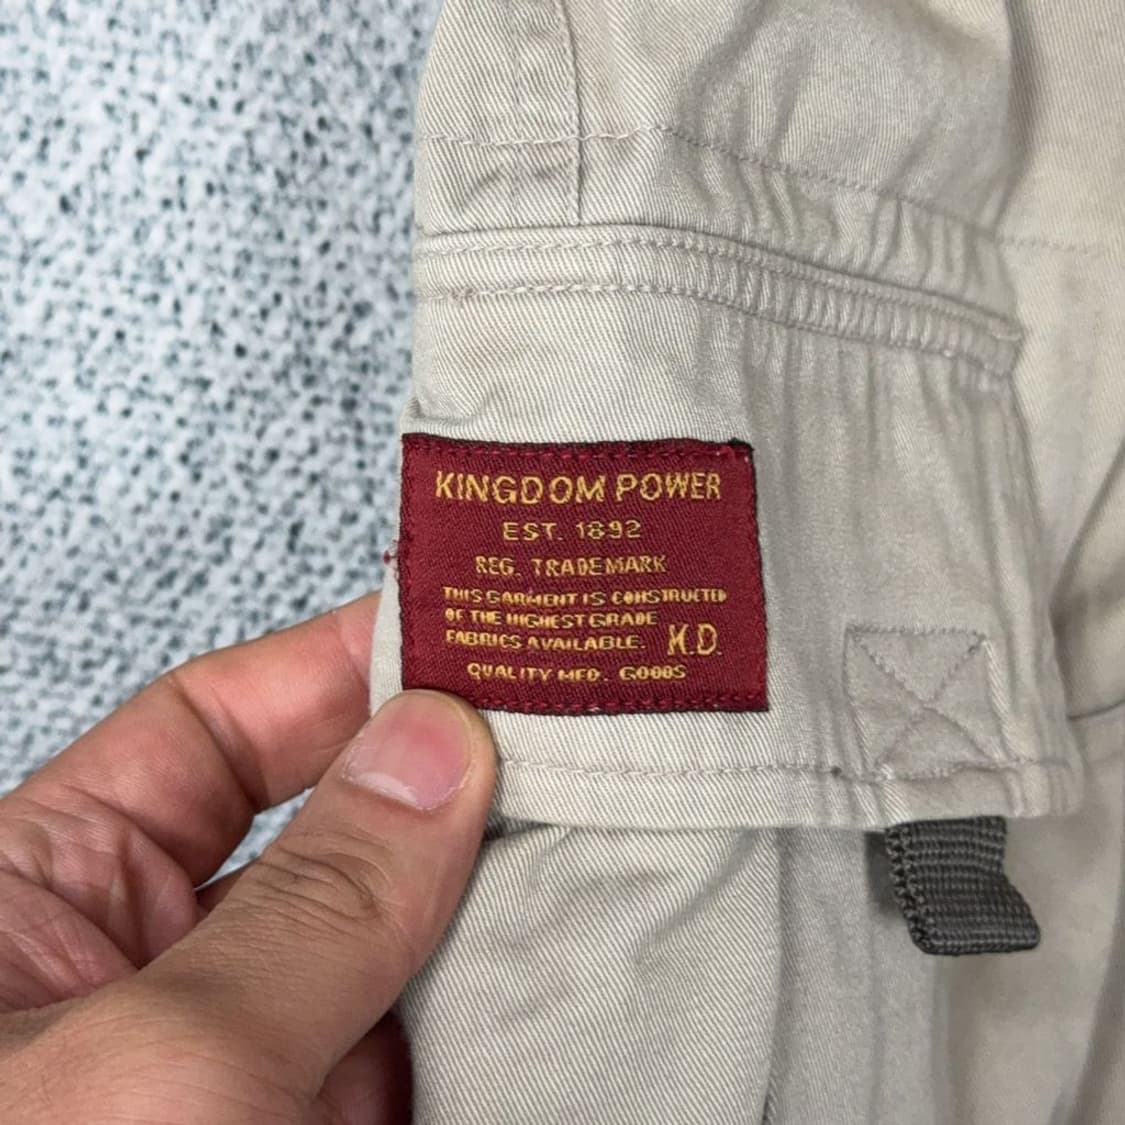 KINGDOM POWER
EST. 1892
REG. TRADEMARK
THIS GARMENT IS CONSTRUCTED
OF THE HIGHEST GRADE
FABRICS AVAILABLE. K.D.
QUALITY MFD. GOODS